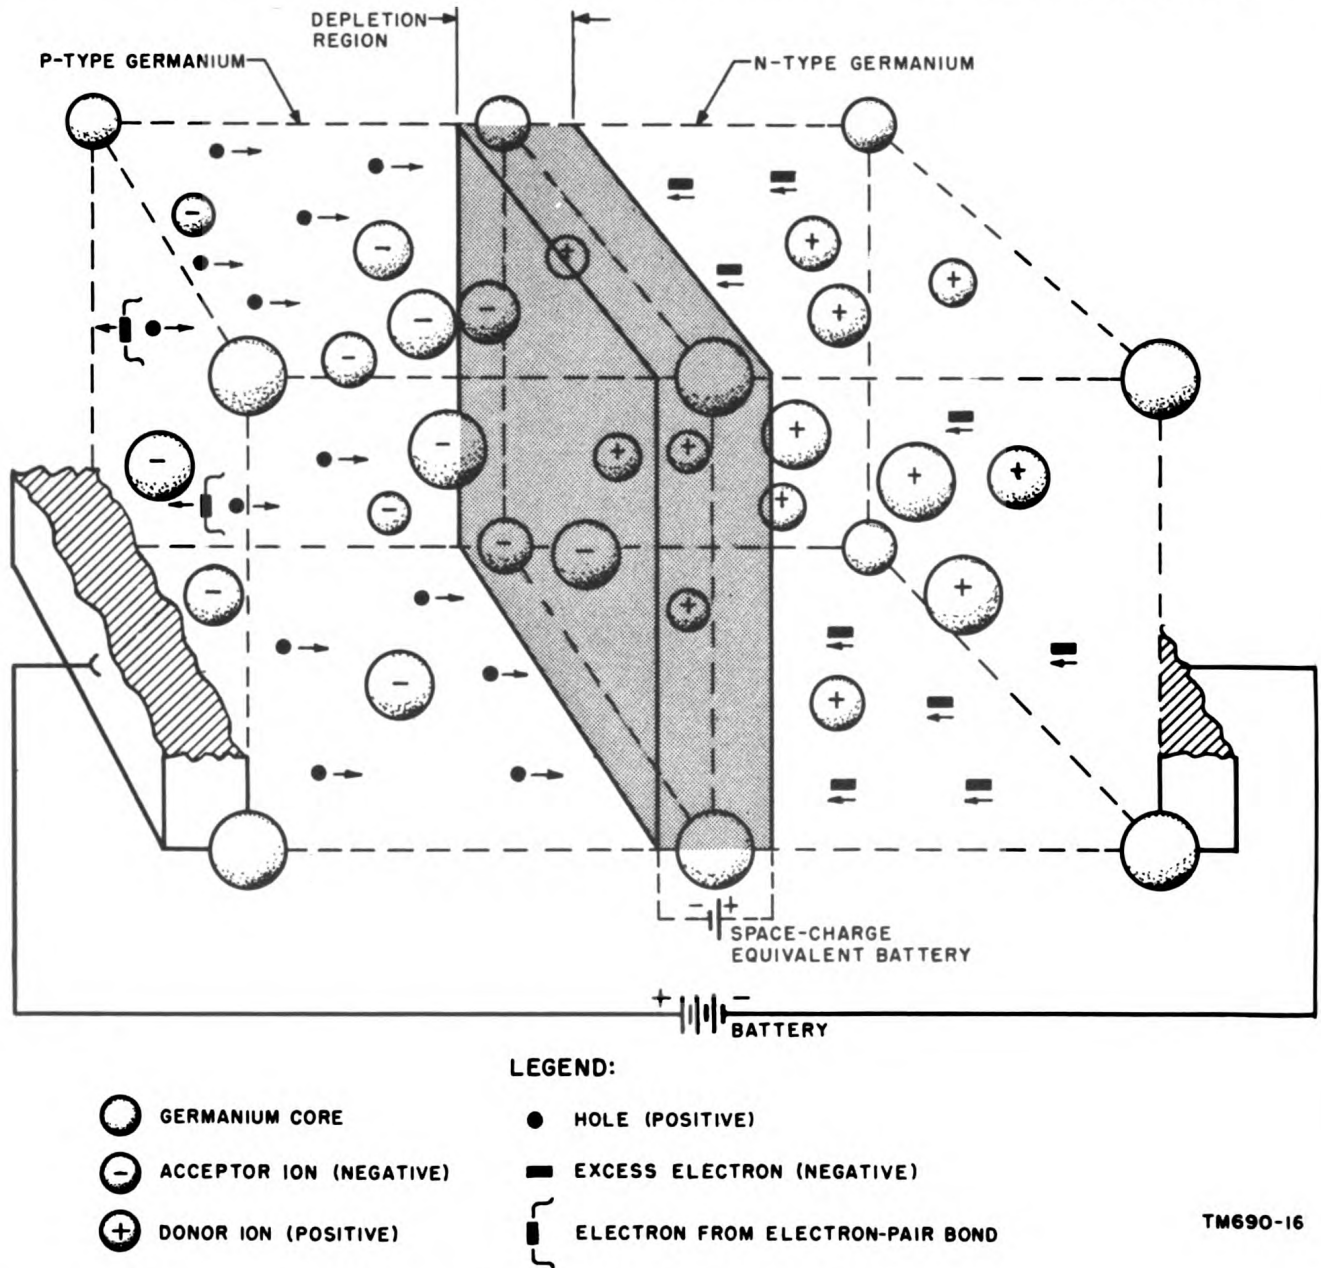 DEPLETION
REGION
P-TYPE GERMANIUM
N-TYPE GERMANIUM
- +
SPACE-CHARGE
EQUIVALENT BATTERY
+ -
BATTERY
LEGEND:
GERMANIUM CORE
HOLE (POSITIVE)
- ACCEPTOR ION (NEGATIVE)
EXCESS ELECTRON (NEGATIVE)
+ DONOR ION (POSITIVE)
ELECTRON FROM ELECTRON-PAIR BOND
TM690-16